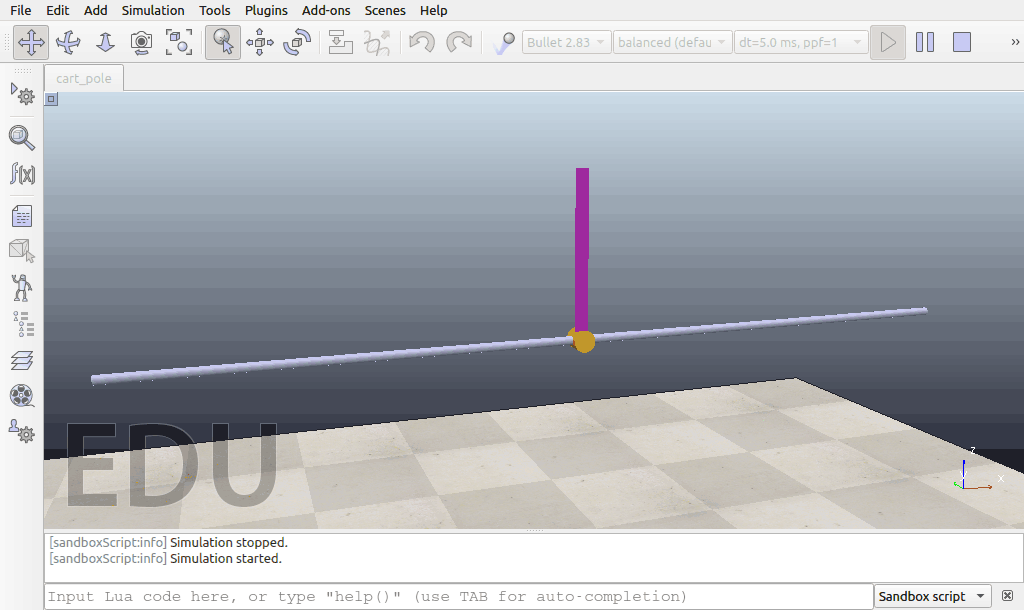 File Edit Add Simulation Tools Plugins Add-ons Scenes Help
Bullet 2.83 balanced (defau dt=5.0 ms, ppf=1 »
cart_pole
f(x)
EDU
z
x
[sandboxScript:info] Simulation stopped.
[sandboxScript:info] Simulation started.
Input Lua code here, or type "help()" (use TAB for auto-completion) Sandbox script